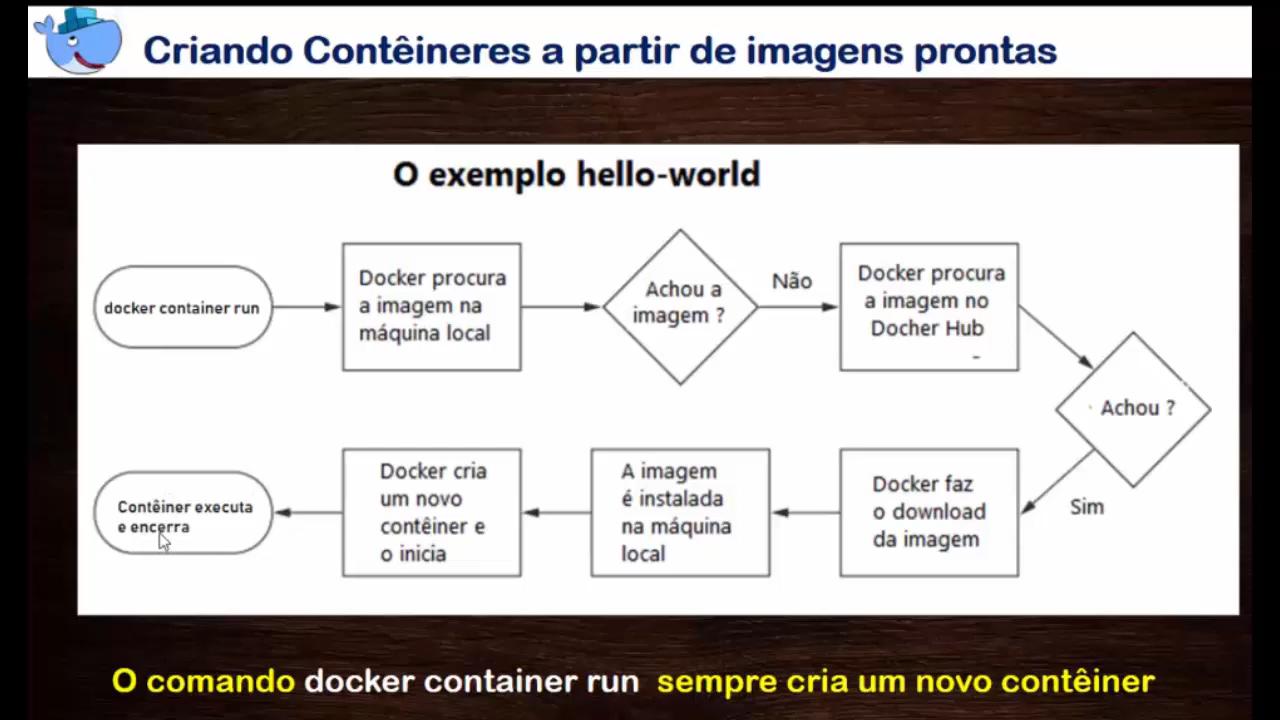 Criando Contêineres a partir de imagens prontas
O exemplo hello-world
docker container run
Docker procura
a imagem na
máquina local
Achou a
imagem ?
Não
Docker procura
a imagem no
Docher Hub
-
Achou ?
Sim
Docker faz
o download
da imagem
A imagem
é instalada
na máquina
local
Docker cria
um novo
contêiner e
o inicia
Contêiner executa
e encerra
O comando docker container run sempre cria um novo contêiner